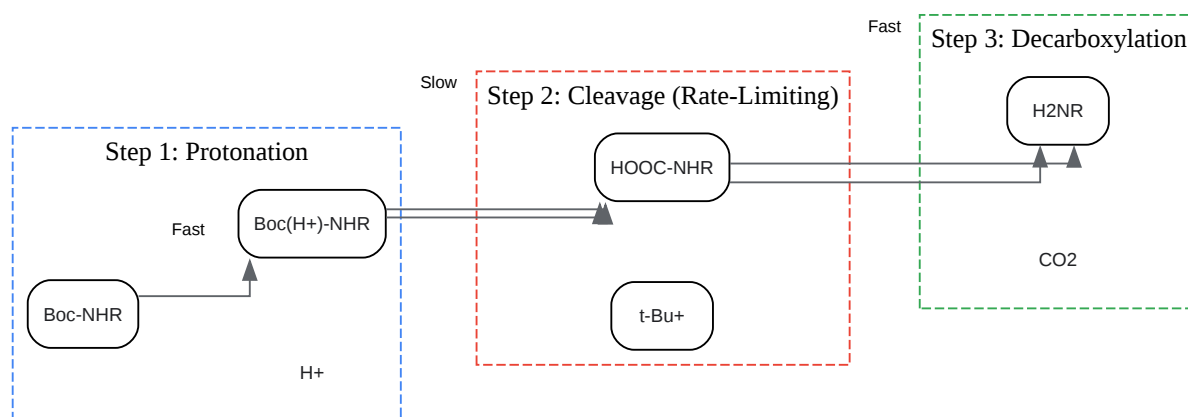 Step 1: Protonation
Fast
Boc(H+)-NHR
Boc-NHR
H+
Slow
Step 2: Cleavage (Rate-Limiting)
HOOC-NHR
t-Bu+
Fast
Step 3: Decarboxylation
H2NR
CO2